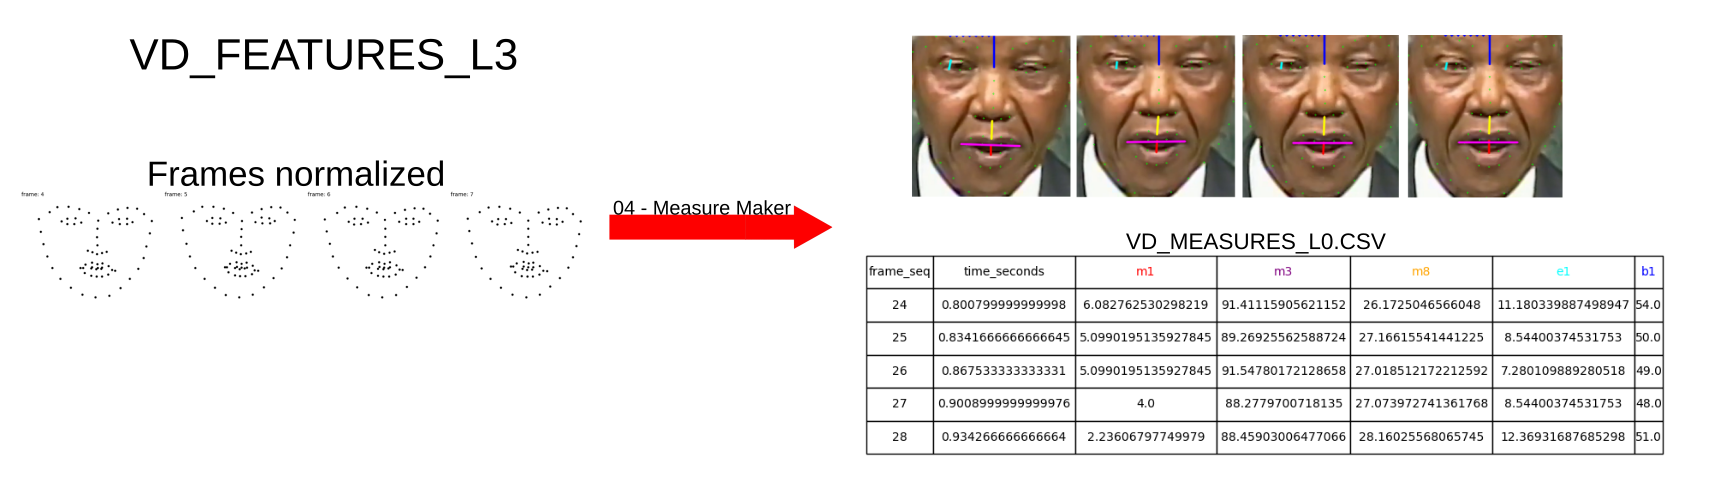 VD_FEATURES_L3
Frames normalized
frame: 4 frame: 5 frame: 6 frame: 7
04 - Measure Maker
VD_MEASURES_L0.CSV
frame_seq time_seconds m1 m3 m8 e1 b1
24 0.800799999999998 6.082762530298219 91.41115905621152 26.1725046566048 11.180339887498947 54.0
25 0.8341666666666645 5.0990195135927845 89.26925562588724 27.16615541441225 8.54400374531753 50.0
26 0.867533333333331 5.0990195135927845 91.54780172128658 27.018512172212592 7.280109889280518 49.0
27 0.9008999999999976 4.0 88.2779700718135 27.073972741361768 8.54400374531753 48.0
28 0.934266666666664 2.23606797749979 88.45903006477066 28.16025568065745 12.36931687685298 51.0